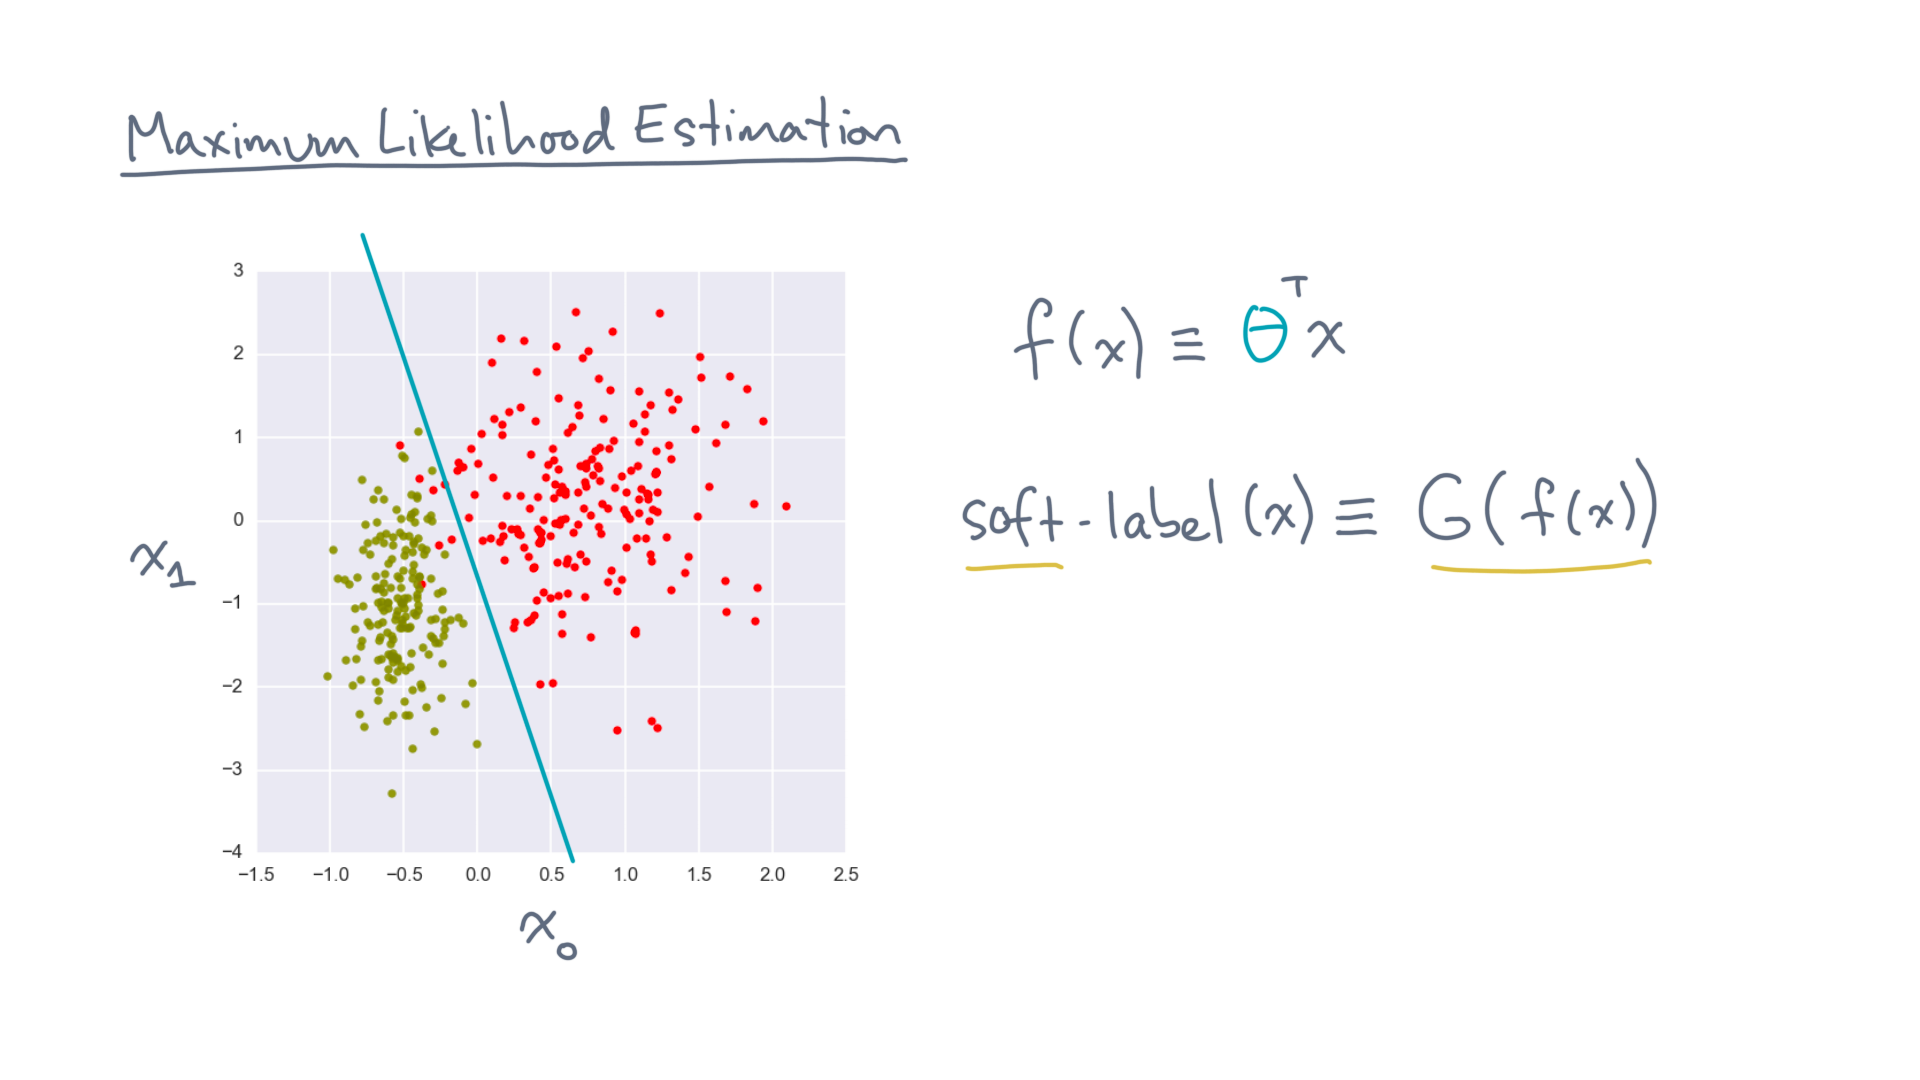 Maximum Likelihood Estimation
3
2
1
0
−1
−2
−3
−4
x₁
−1.5 −1.0 −0.5 0.0 0.5 1.0 1.5 2.0 2.5
x₀
f(x) ≡ θᵀx
soft-label(x) ≡ G(f(x))